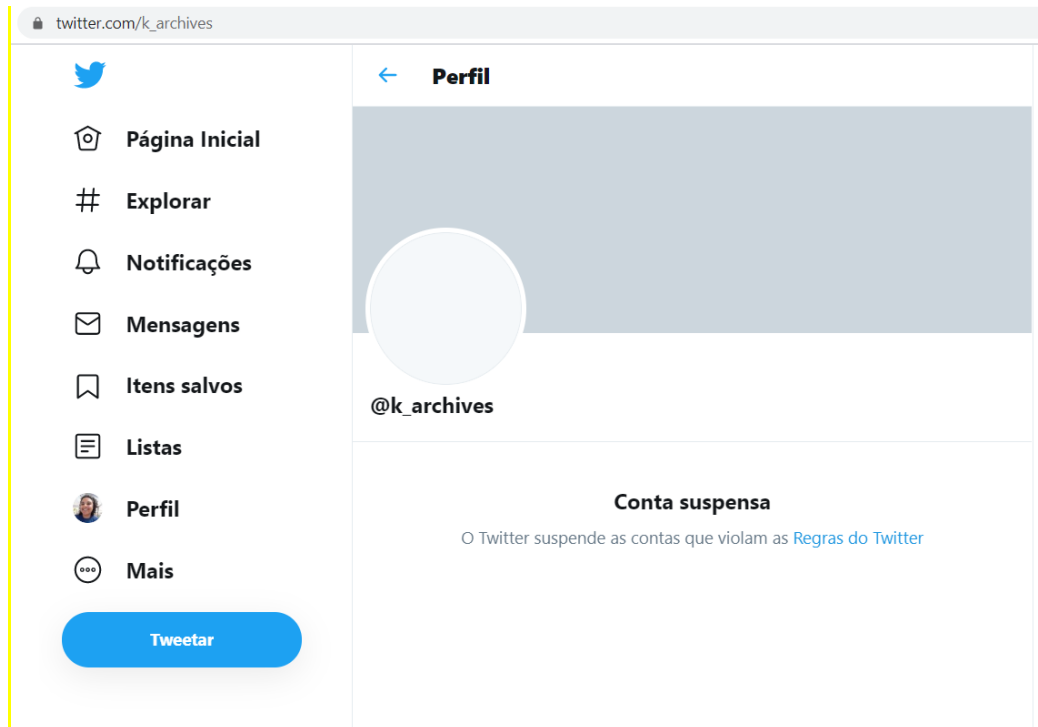 twitter.com/k_archives
Perfil
Página Inicial
Explorar
Notificações
Mensagens
Itens salvos
Listas
Perfil
Mais
Tweetar
@k_archives
Conta suspensa
O Twitter suspende as contas que violam as Regras do Twitter